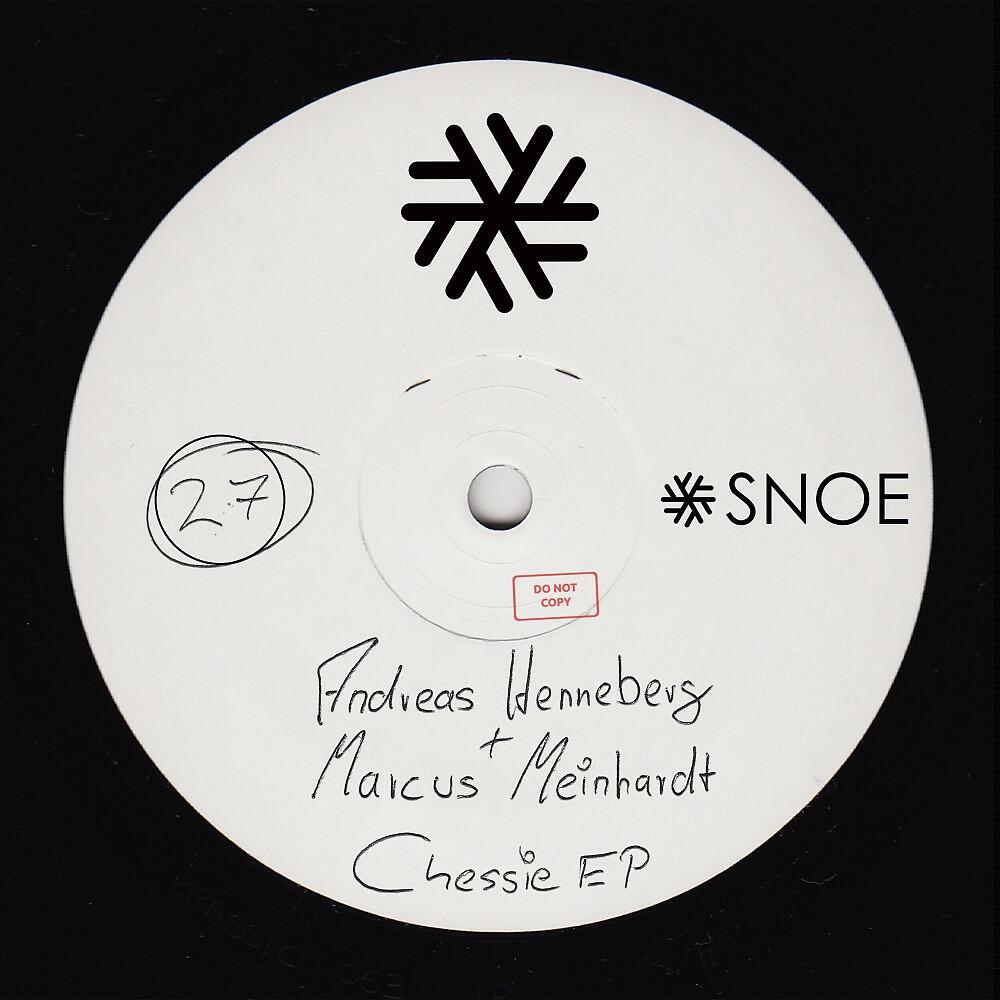 27
SNOE
DO NOT
COPY
Andreas Henneberg
+
Marcus Meinhardt
Chessie EP